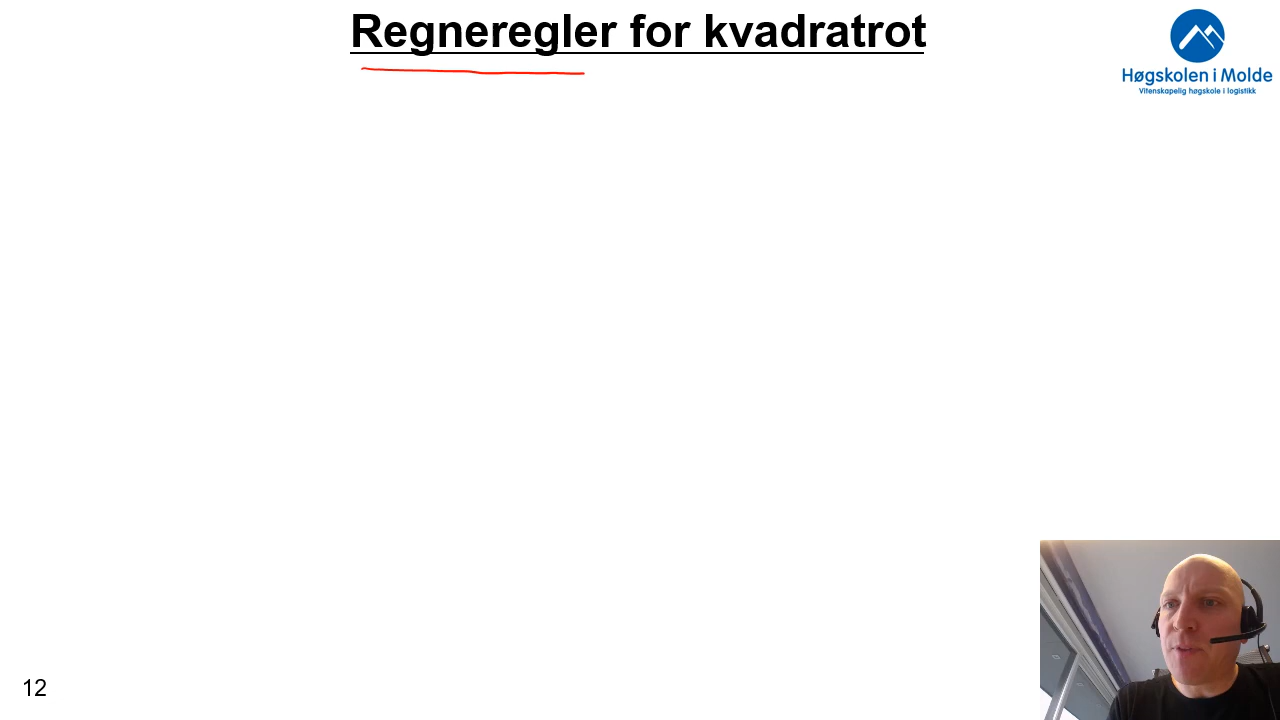 Regneregler for kvadratrot
Høgskolen i Molde
Vitenskapelig høgskole i logistikk
12